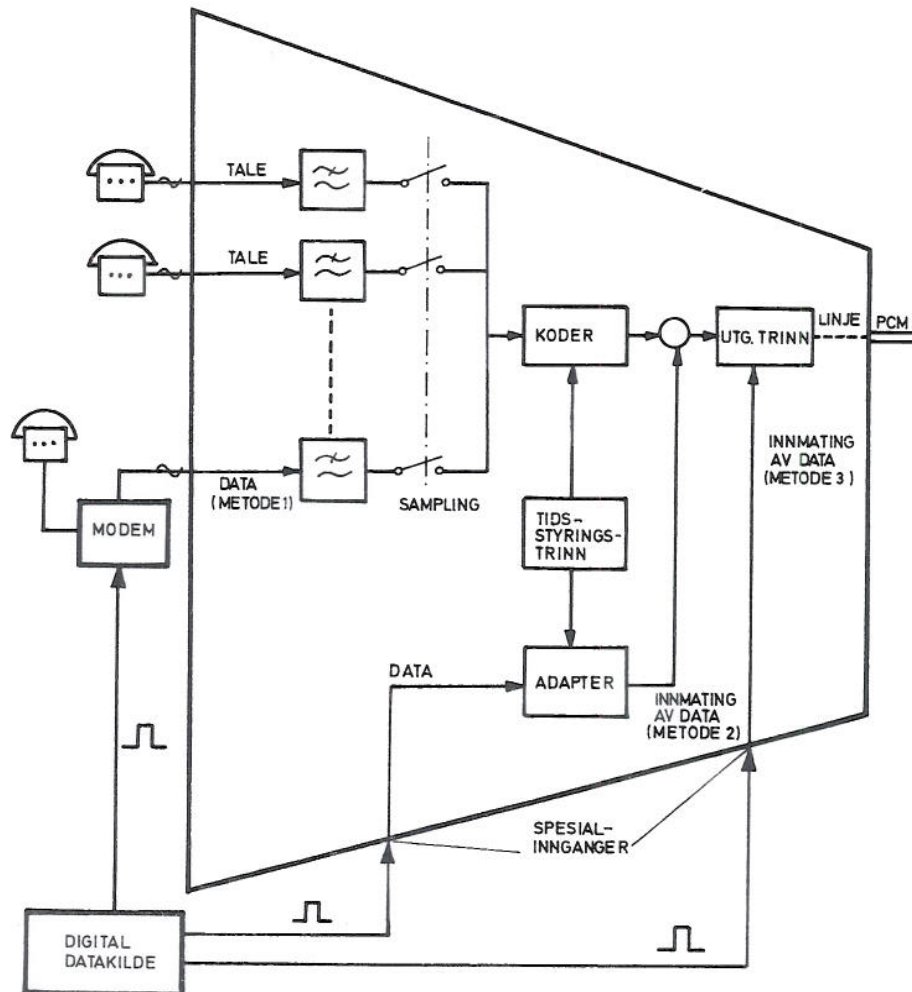 TALE
TALE
KODER
UTG. TRINN
LINJE
PCM
DATA
(METODE 1)
SAMPLING
INNMATING
AV DATA
(METODE 3)
MODEM
TIDS-
STYRINGS-
TRINN
DATA
ADAPTER
INNMATING
AV DATA
(METODE 2)
SPESIAL-
INNGANGER
DIGITAL
DATAKILDE